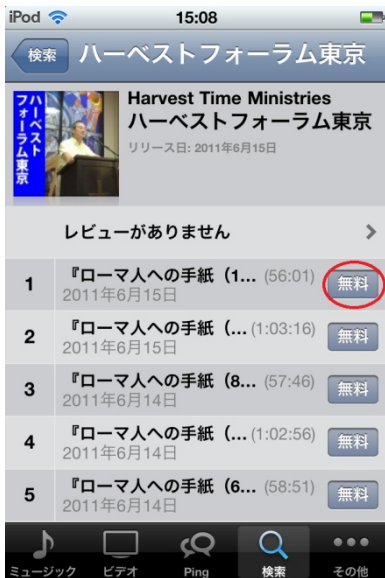 iPod 15:08
検索 ハーベストフォーラム東京
ハーベスト
フォーラム東京
Harvest Time Ministries
ハーベストフォーラム東京
リリース日: 2011年6月15日
レビューがありません
1 『ローマ人への手紙（1... (56:01) 無料
2011年6月15日
2 『ローマ人への手紙（... (1:03:16) 無料
2011年6月15日
3 『ローマ人への手紙（8... (57:46) 無料
2011年6月14日
4 『ローマ人への手紙（... (1:02:56) 無料
2011年6月14日
5 『ローマ人への手紙（6... (58:51) 無料
2011年6月14日
ミュージック ビデオ Ping 検索 その他